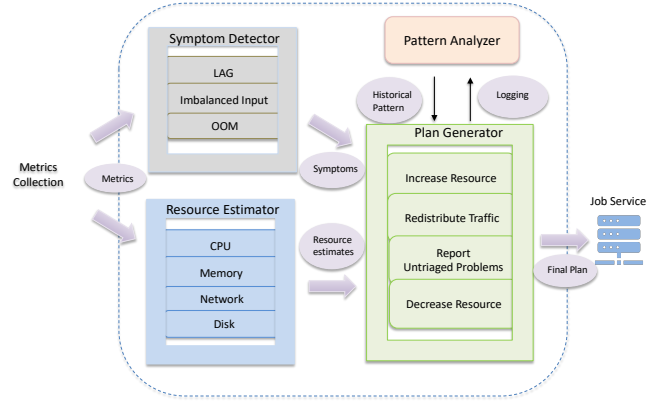 Symptom Detector
LAG
Imbalanced Input
OOM
Pattern Analyzer
Historical
Pattern
Logging
Metrics
Collection
Metrics
Symptoms
Plan Generator
Increase Resource
Redistribute Traffic
Report
Untriaged Problems
Decrease Resource
Resource Estimator
CPU
Memory
Network
Disk
Resource
estimates
Job Service
Final Plan